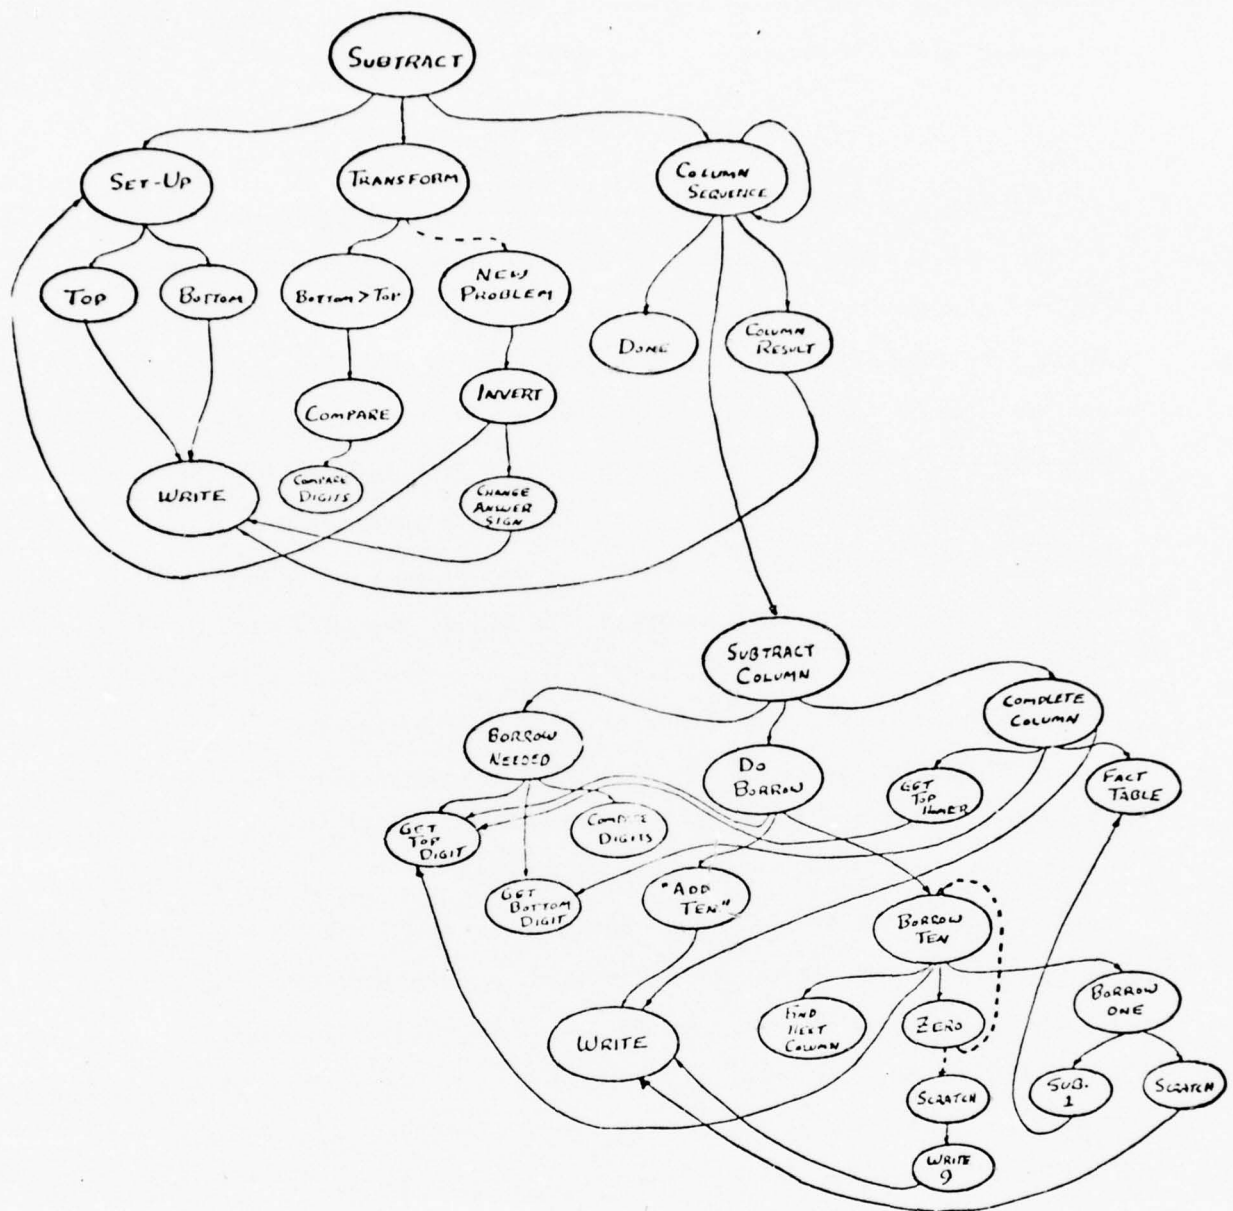 SUBTRACT
SET-UP
TRANSFORM
COLUMN
SEQUENCE
TOP
BOTTOM
BOTTOM > TOP
NEW
PROBLEM
DONE
COLUMN
RESULT
COMPARE
INVERT
WRITE
COMPARE
DIGITS
CHANGE
ANSWER
SIGN
SUBTRACT
COLUMN
COMPLETE
COLUMN
BORROW
NEEDED
DO
BORROW
GET
TOP
FACT
TABLE
GET
TOP
DIGIT
DIGITS
GET
BOTTOM
DIGIT
"ADD
TEN"
BORROW
TEN
WRITE
FIND
NEXT
COLUMN
ZERO
BORROW
ONE
SCRATCH
SUB.
1
SCRATCH
WRITE
9